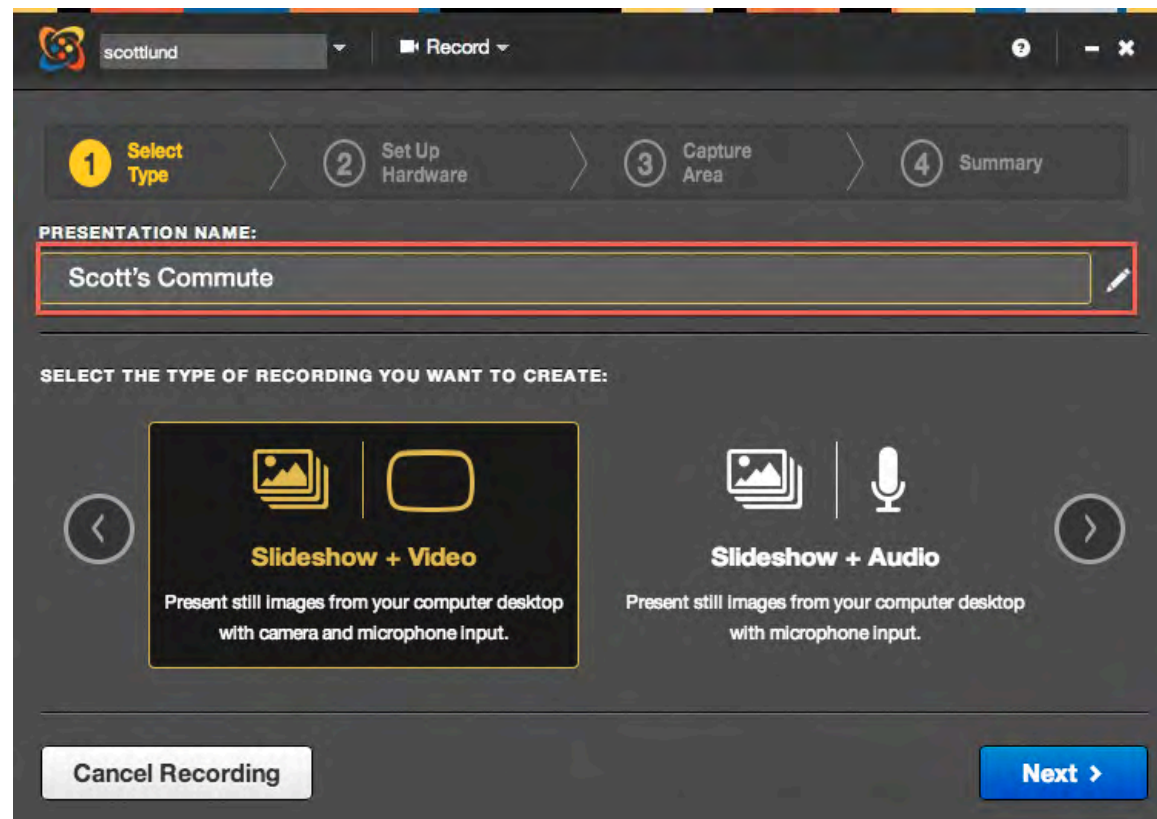 scottlund
Record
?
1
Select
Type
2
Set Up
Hardware
3
Capture
Area
4
Summary
PRESENTATION NAME:
Scott's Commute
SELECT THE TYPE OF RECORDING YOU WANT TO CREATE:
Slideshow + Video
Present still images from your computer desktop
with camera and microphone input.
Slideshow + Audio
Present still images from your computer desktop
with microphone input.
Cancel Recording
Next >